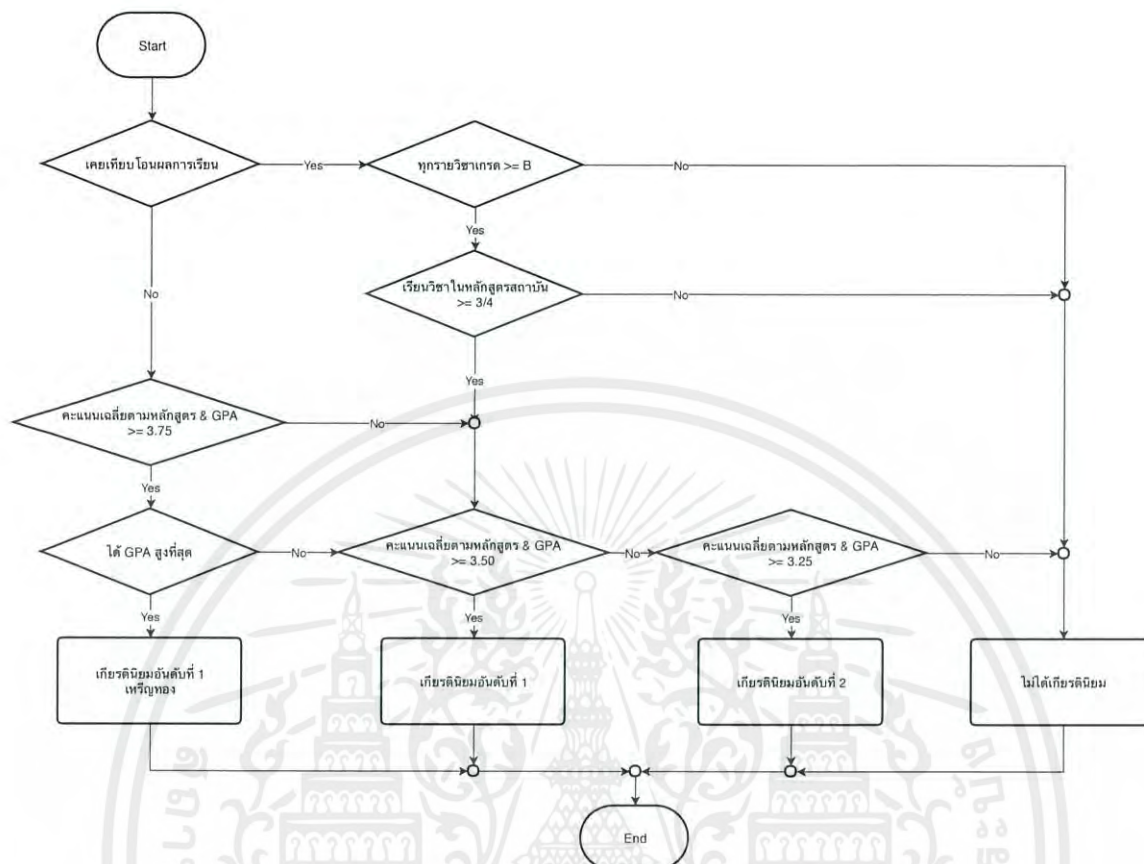 Start
เคยเทียบโอนผลการเรียน
Yes
ทุกรายวิชาเกรด >= B
No
Yes
เรียนวิชาในหลักสูตรสถาบัน
>= 3/4
No
No
Yes
คะแนนเฉลี่ยตามหลักสูตร & GPA
>= 3.75
No
Yes
ได้ GPA สูงที่สุด
No
คะแนนเฉลี่ยตามหลักสูตร & GPA
>= 3.50
No
คะแนนเฉลี่ยตามหลักสูตร & GPA
>= 3.25
No
Yes
Yes
Yes
เกียรตินิยมอันดับที่ 1
เหรีญทอง
เกียรตินิยมอันดับที่ 1
เกียรตินิยมอันดับที่ 2
ไม่ได้เกียรตินิยม
End